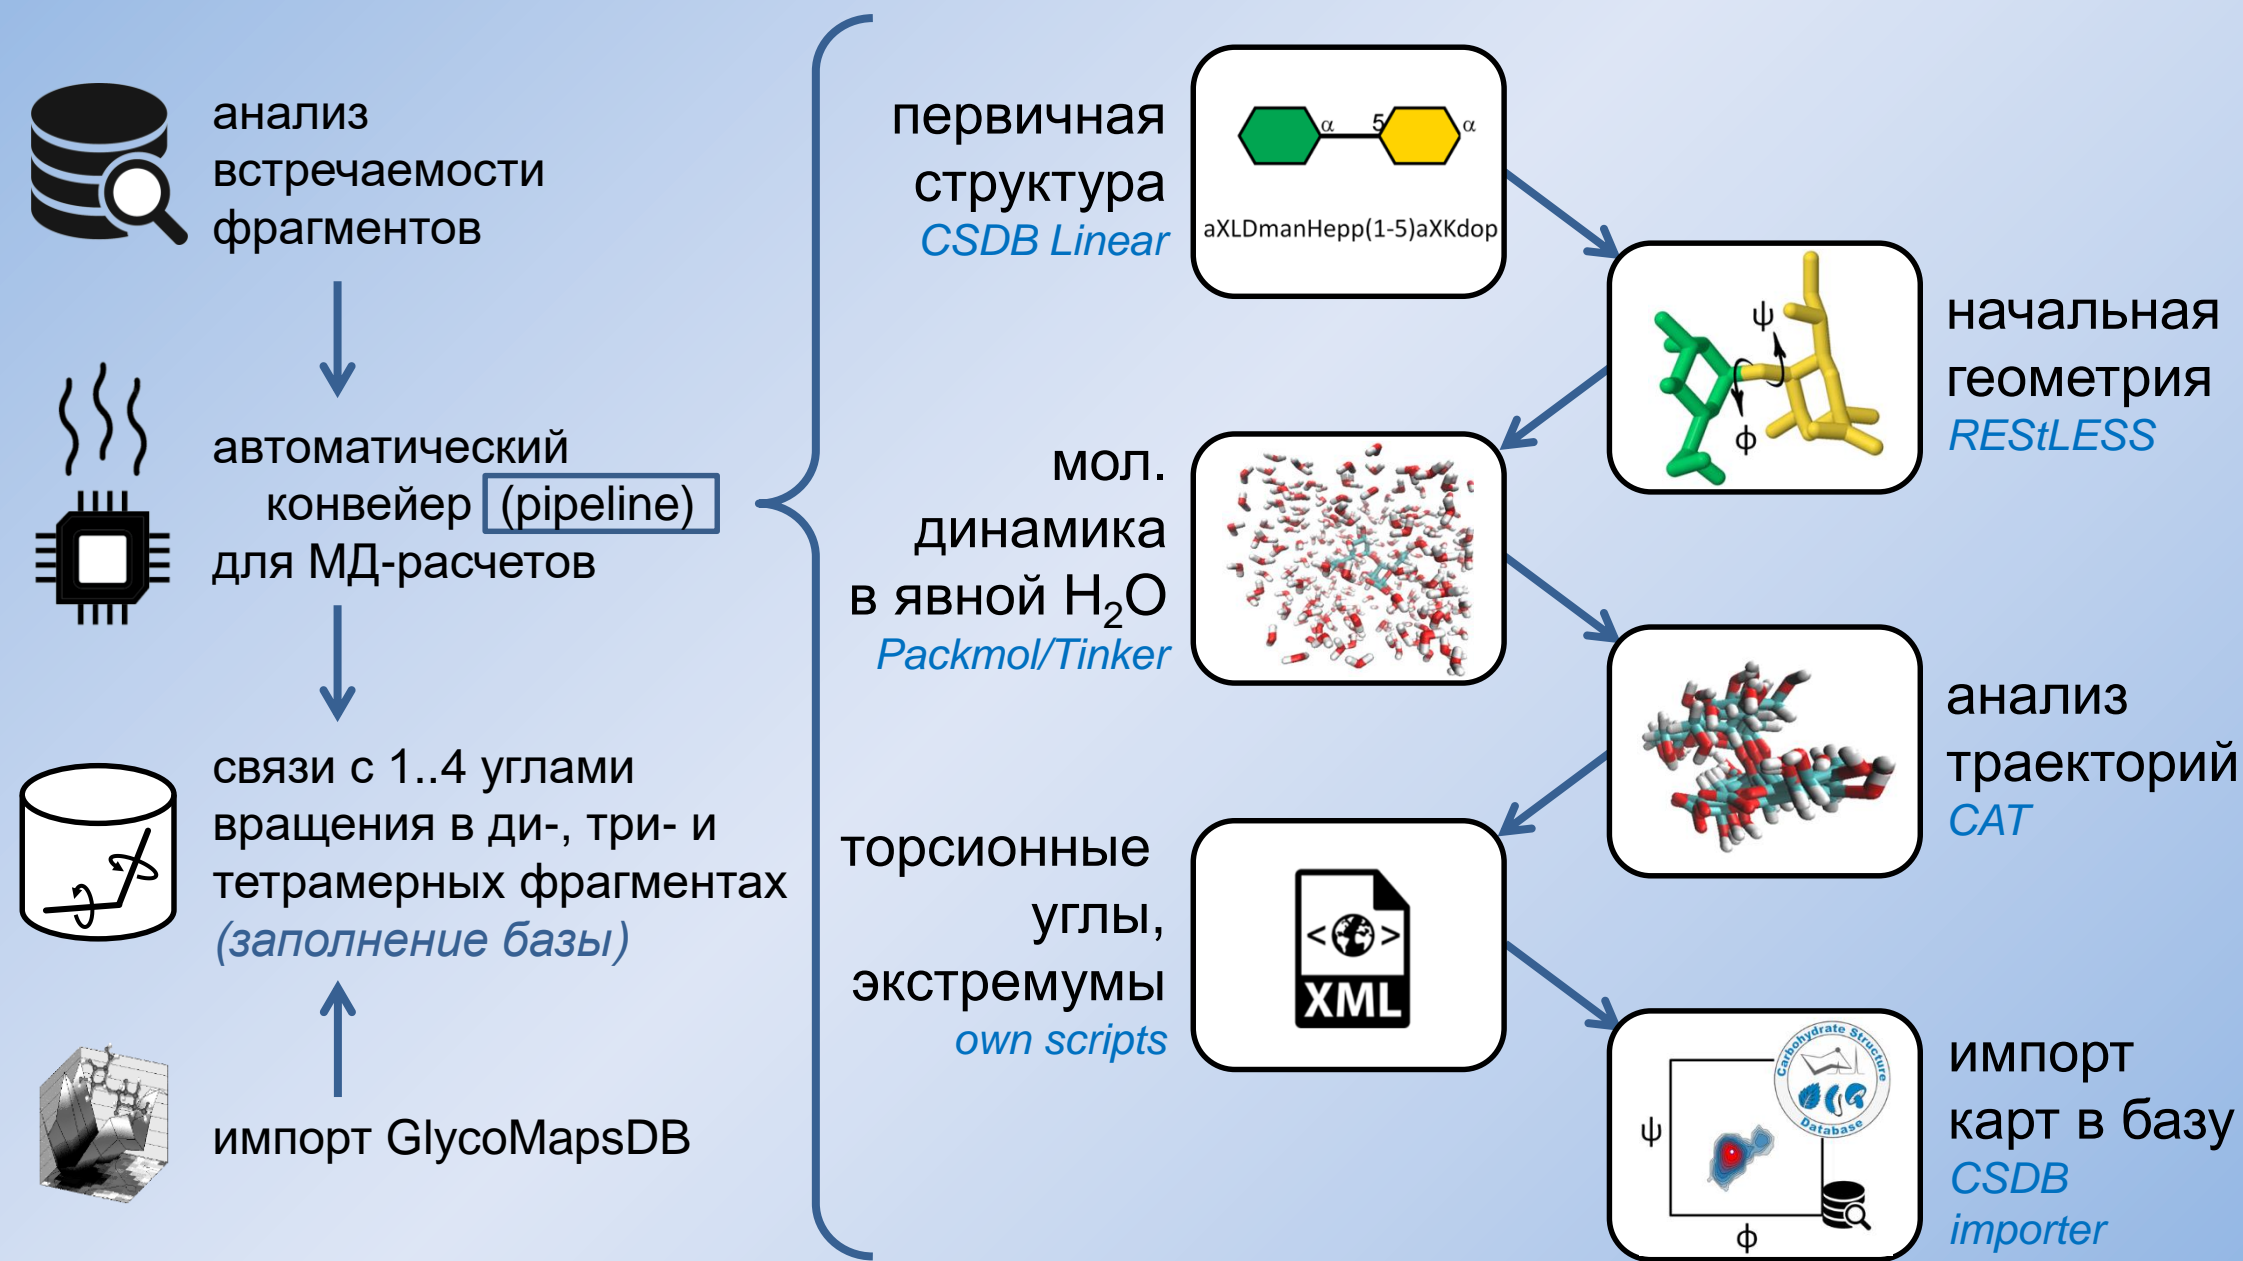 анализ
встречаемости
фрагментов
автоматический
конвейер (pipeline)
для МД-расчетов
связи с 1..4 углами
вращения в ди-, три- и
тетрамерных фрагментах
(заполнение базы)
импорт GlycoMapsDB
первичная
структура
CSDB Linear
α 5 α
aXLDmanHepp(1-5)aXKdop
начальная
геометрия
REStLESS
ψ
ϕ
мол.
динамика
в явной H₂O
Packmol/Tinker
анализ
траекторий
CAT
торсионные
углы,
экстремумы
own scripts
< >
XML
импорт
карт в базу
CSDB
importer
Carbohydrate Structure
Database
ψ
ϕ